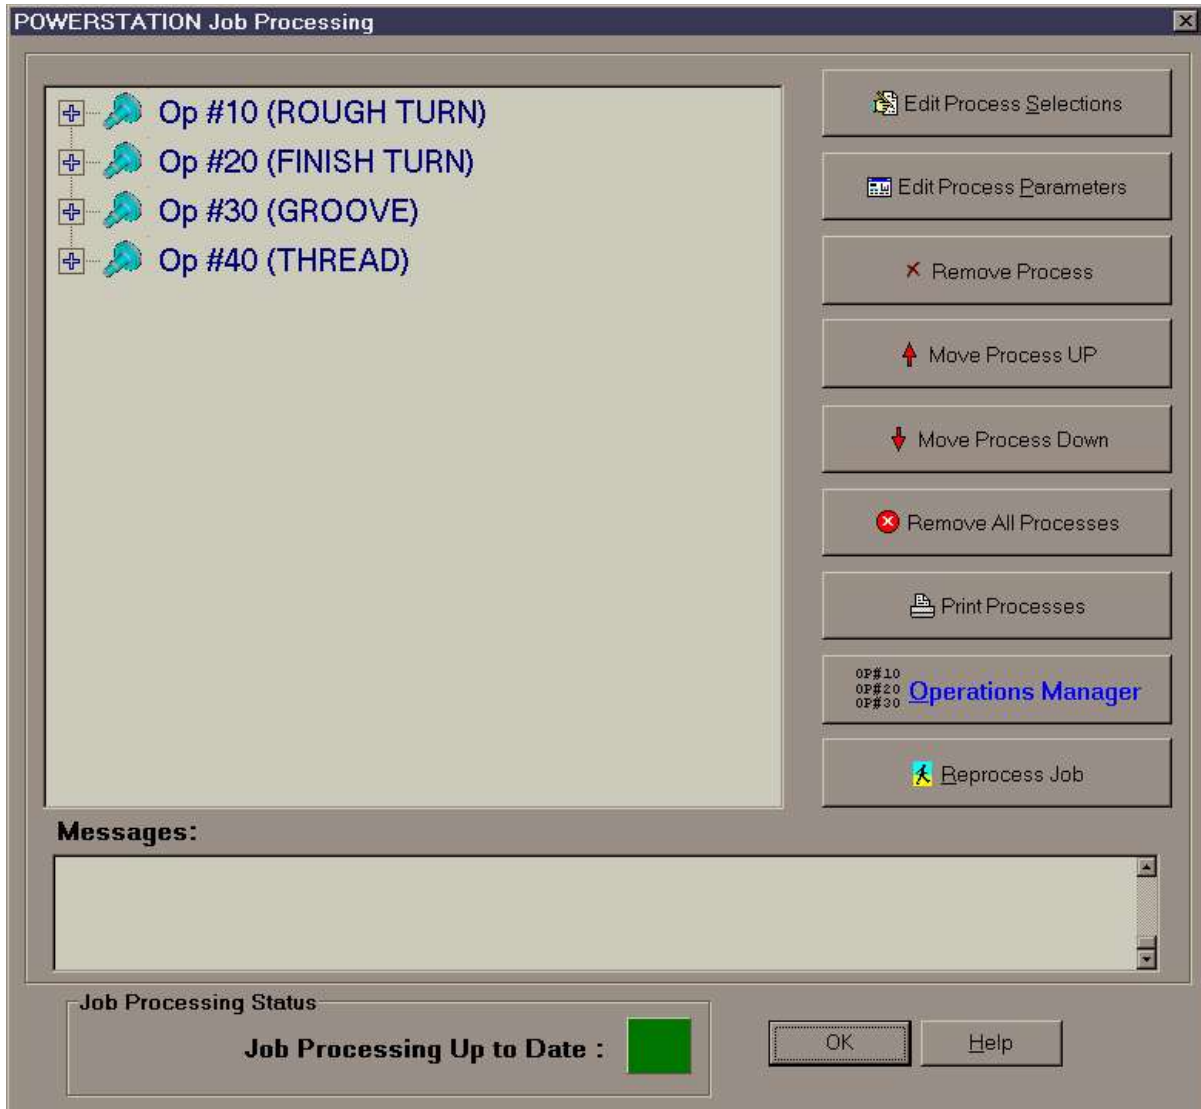 POWERSTATION Job Processing
Op #10 (ROUGH TURN)
Op #20 (FINISH TURN)
Op #30 (GROOVE)
Op #40 (THREAD)
Edit Process Selections
Edit Process Parameters
Remove Process
Move Process UP
Move Process Down
Remove All Processes
Print Processes
OP#10
OP#20
OP#30
Operations Manager
Reprocess Job
Messages:
Job Processing Status
Job Processing Up to Date :
OK
Help